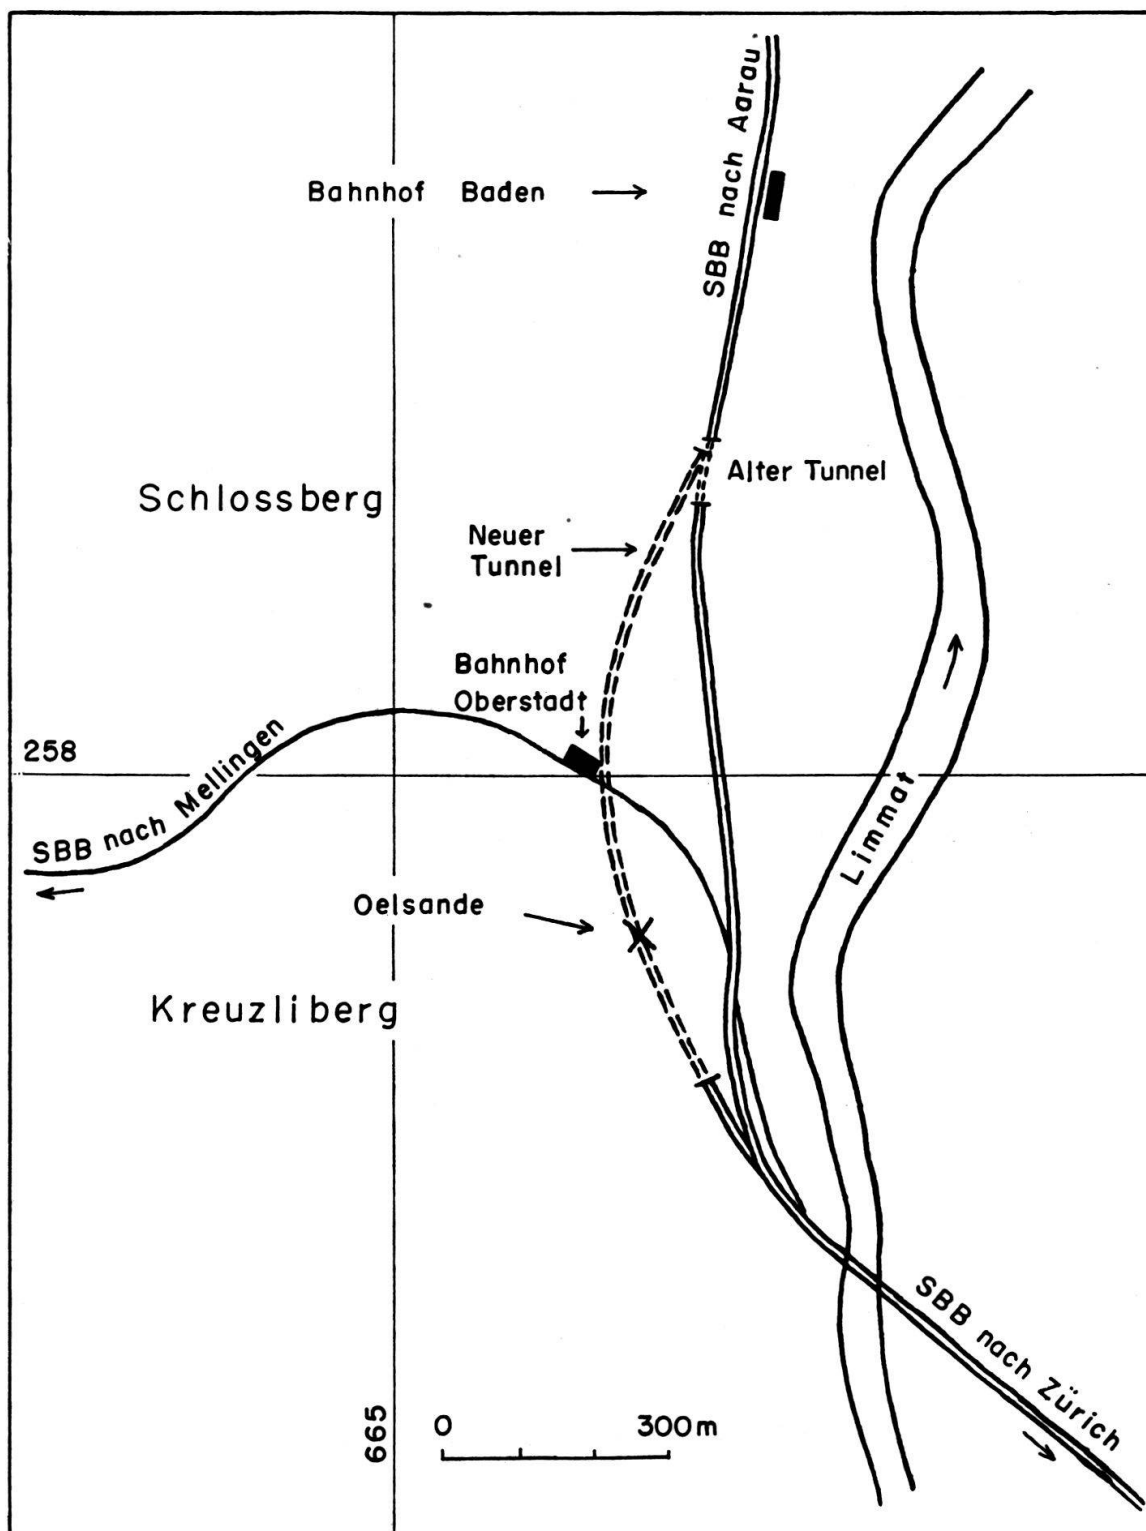 SBB nach Aarau
Bahnhof Baden
Alter Tunnel
Schlossberg
Neuer
Tunnel
Bahnhof
Oberstadt
258
SBB nach Mellingen
Limmat
Oelsande
Kreuzliberg
SBB nach Zürich
665
0 300m